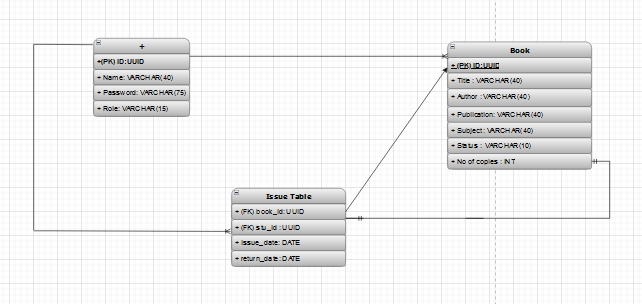 +
+(PK) ID:UUID
+ Name: VARCHAR(40)
+ Password: VARCHAR(75)
+ Role: VARCHAR(15)
Book
+ (PK) ID:UUID
+ Title : VARCHAR(40)
+ Author : VARCHAR(40)
+ Publication: VARCHAR(40)
+ Subject : VARCHAR(40)
+ Status : VARCHAR(10)
+ No of copies : INT
Issue Table
+ (FK) book_id: UUID
+ (FK) stu_id : UUID
+ issue_date: DATE
+ return_date: DATE